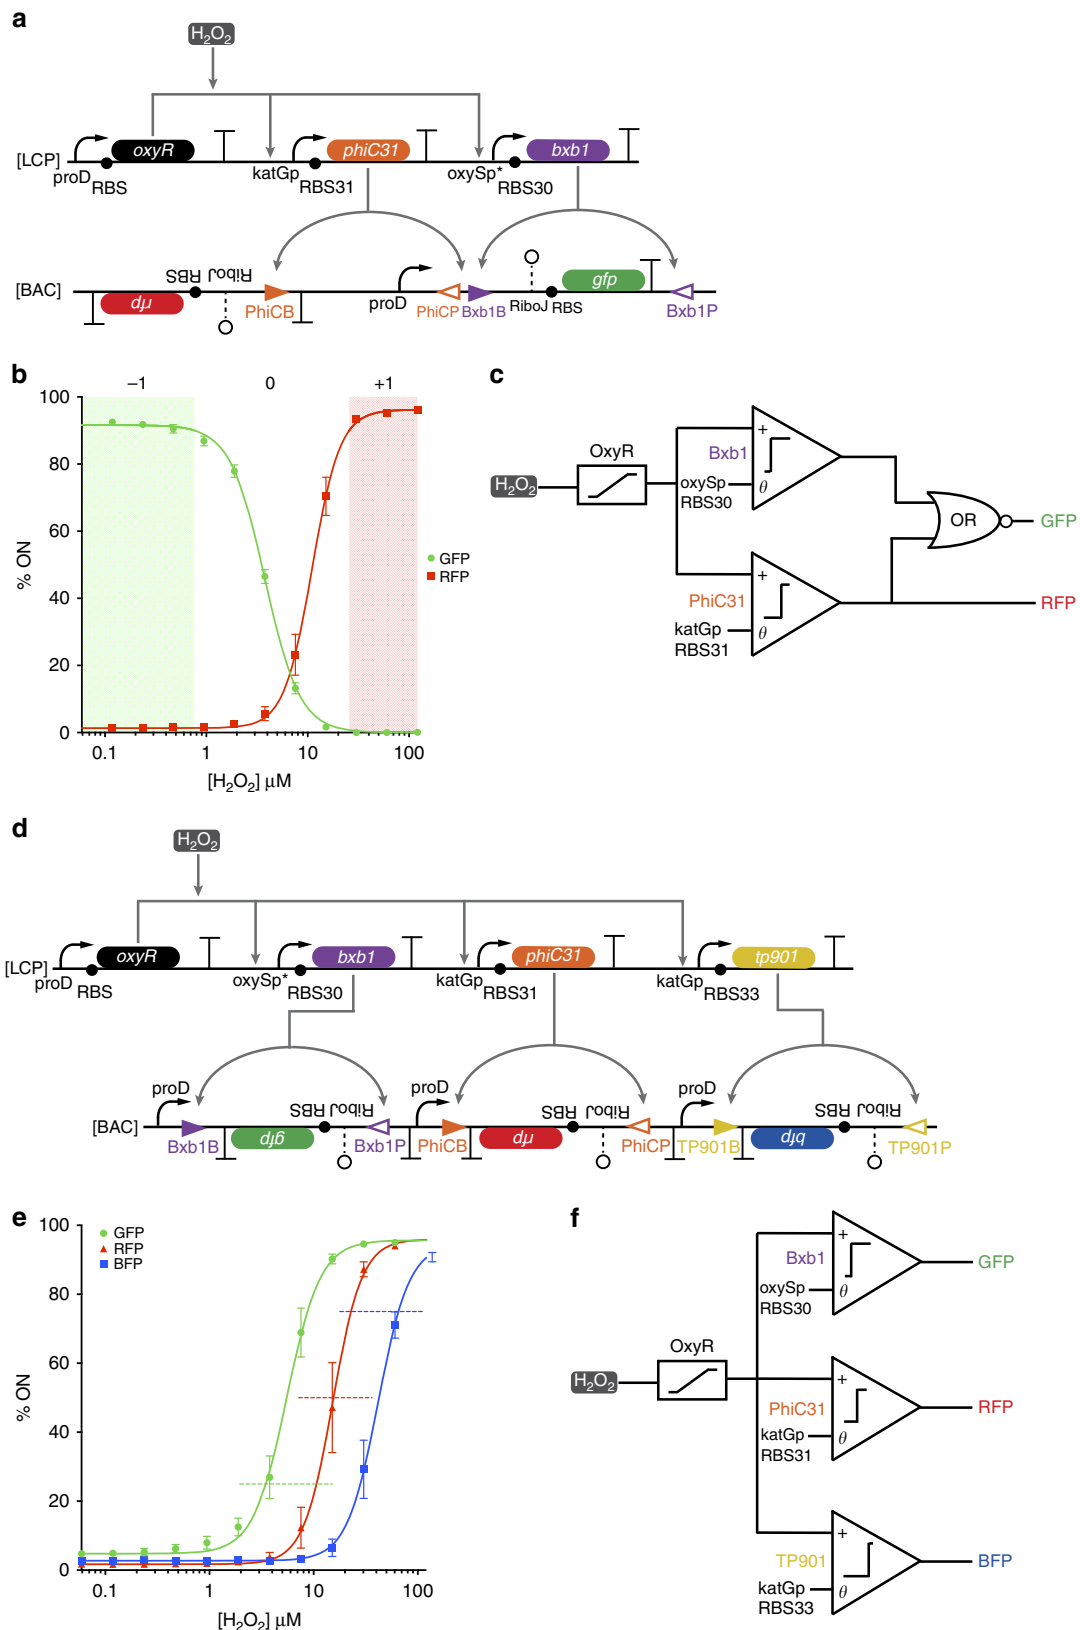 a
H2O2
oxyR
phiC31
bxb1
[LCP]
proD RBS
katGp RBS31
oxySp* RBS30
RBS RiboJ
gfp
[BAC]
rfp
PhiCB
proD
PhiCP
Bxb1B
RiboJ RBS
Bxb1P
b
−1 0 +1
100
80
60
40
20
0
% ON
GFP
RFP
0.1 1 10 100
[H2O2] μM
c
OxyR
H2O2
Bxb1
+
oxySp
RBS30
θ
OR
GFP
+
PhiC31
katGp
RBS31
θ
RFP
d
H2O2
oxyR
bxb1
phiC31
tp901
[LCP]
proD RBS
oxySp* RBS30
katGp RBS31
katGp RBS33
proD
RBS RiboJ
proD
RBS RiboJ
proD
RBS RiboJ
[BAC]
Bxb1B
gfp
Bxb1P
PhiCB
rfp
PhiCP
TP901B
bfp
TP901P
e
100
80
60
40
20
0
% ON
GFP
RFP
BFP
0.1 1 10 100
[H2O2] μM
f
OxyR
H2O2
+
Bxb1
oxySp
RBS30
θ
GFP
+
PhiC31
katGp
RBS31
θ
RFP
+
TP901
katGp
RBS33
θ
BFP